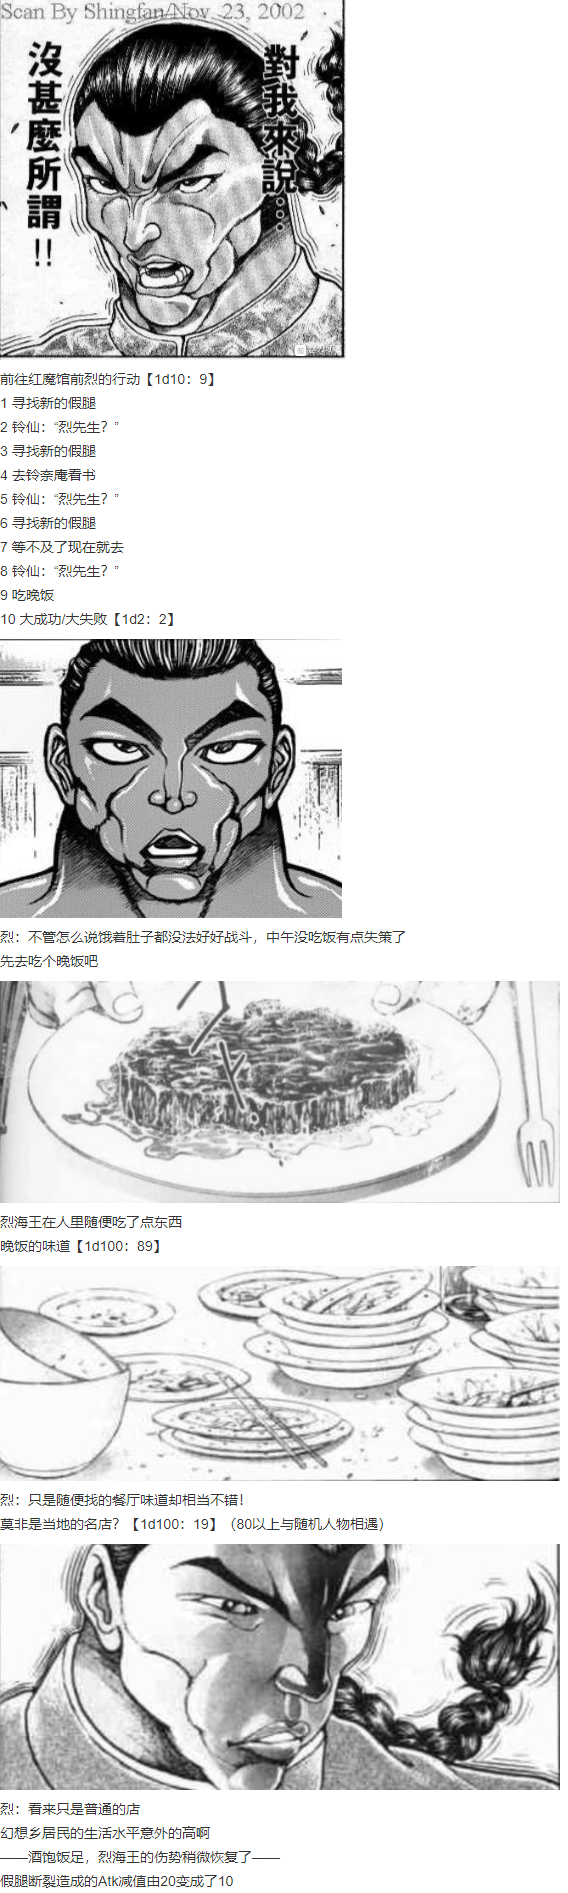 Scan By Shingfan/Nov. 23, 2002
對我來說…
沒甚麼所謂!!
前往红魔馆前烈的行动【1d10：9】
1 寻找新的假腿
2 铃仙：“烈先生？”
3 寻找新的假腿
4 去铃奈庵看书
5 铃仙：“烈先生？”
6 寻找新的假腿
7 等不及了现在就去
8 铃仙：“烈先生？”
9 吃晚饭
10 大成功/大失败【1d2：2】
烈：不管怎么说饿着肚子都没法好好战斗，中午没吃饭有点失策了
先去吃个晚饭吧
烈海王在人里随便吃了点东西
晚饭的味道【1d100：89】
烈：只是随便找的餐厅味道却相当不错！
莫非是当地的名店？【1d100：19】（80以上与随机人物相遇）
烈：看来只是普通的店
幻想乡居民的生活水平意外的高啊
——酒饱饭足，烈海王的伤势稍微恢复了——
假腿断裂造成的Atk减值由20变成了10